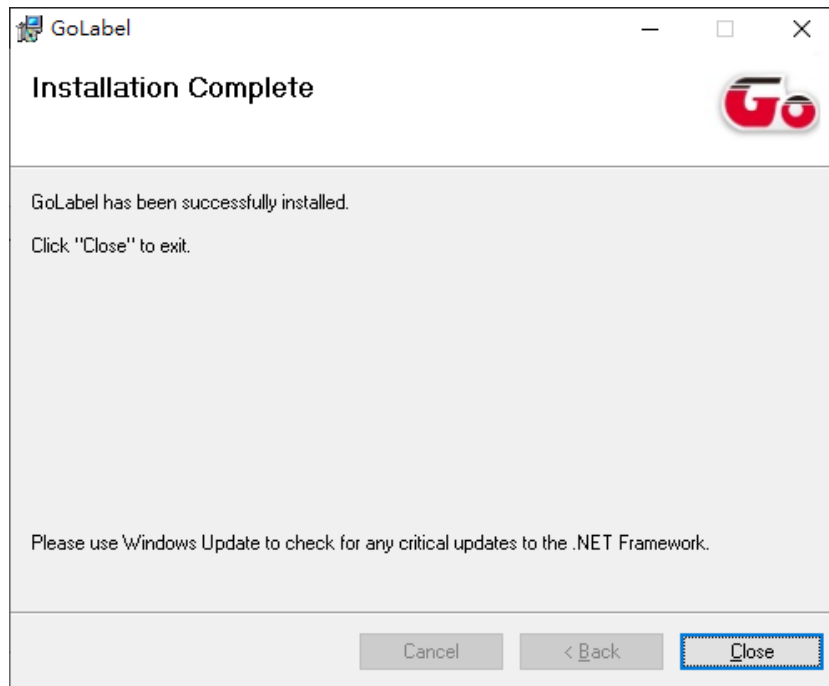 GoLabel
Installation Complete
Go
GoLabel has been successfully installed.
Click "Close" to exit.
Please use Windows Update to check for any critical updates to the .NET Framework.
Cancel
< Back
Close